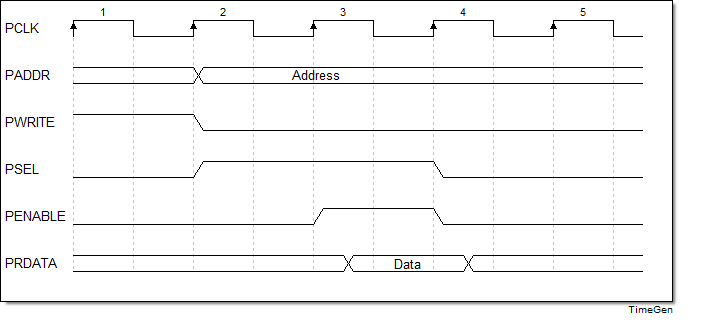 1 2 3 4 5
PCLK
PADDR Address
PWRITE
PSEL
PENABLE
PRDATA Data
TimeGen